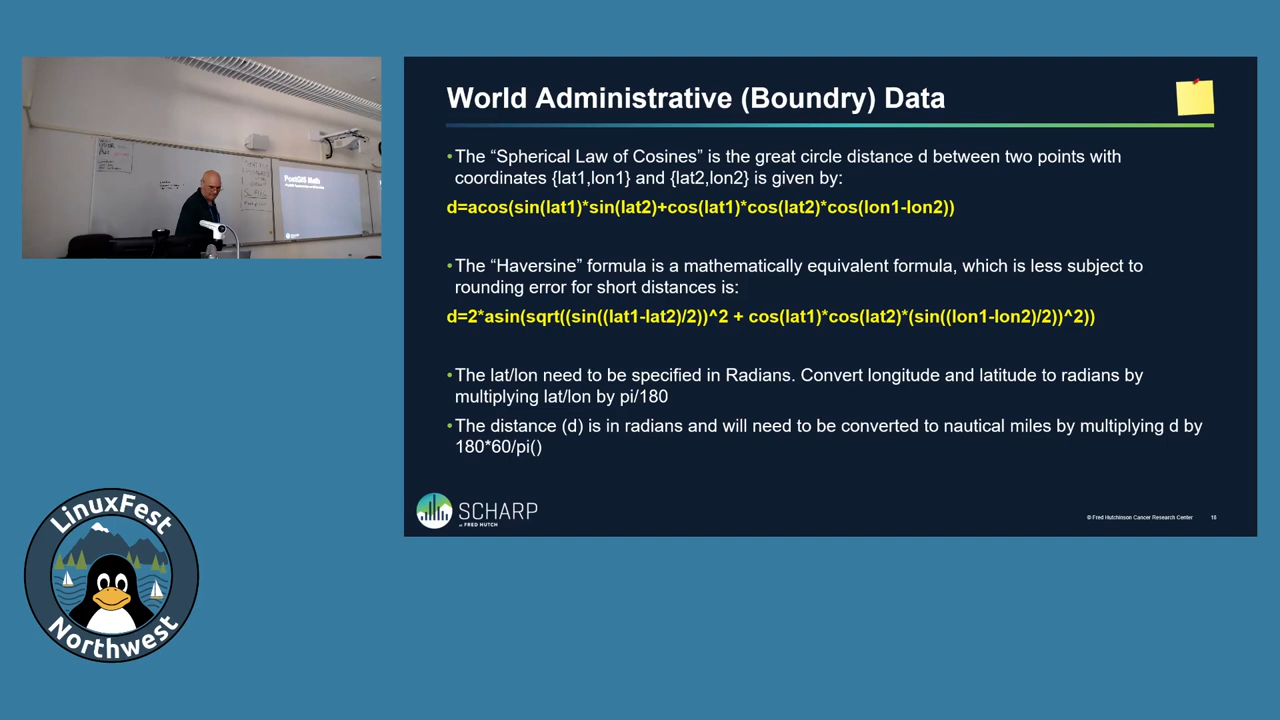 PostGIS Math
World Administrative (Boundry) Data
•The “Spherical Law of Cosines” is the great circle distance d between two points with
coordinates {lat1,lon1} and {lat2,lon2} is given by:
d=acos(sin(lat1)*sin(lat2)+cos(lat1)*cos(lat2)*cos(lon1-lon2))
•The “Haversine” formula is a mathematically equivalent formula, which is less subject to
rounding error for short distances is:
d=2*asin(sqrt((sin((lat1-lat2)/2))^2 + cos(lat1)*cos(lat2)*(sin((lon1-lon2)/2))^2))
•The lat/lon need to be specified in Radians. Convert longitude and latitude to radians by
multiplying lat/lon by pi/180
•The distance (d) is in radians and will need to be converted to nautical miles by multiplying d by
180*60/pi()
SCHARP
at FRED HUTCH
© Fred Hutchinson Cancer Research Center
LinuxFest
Northwest